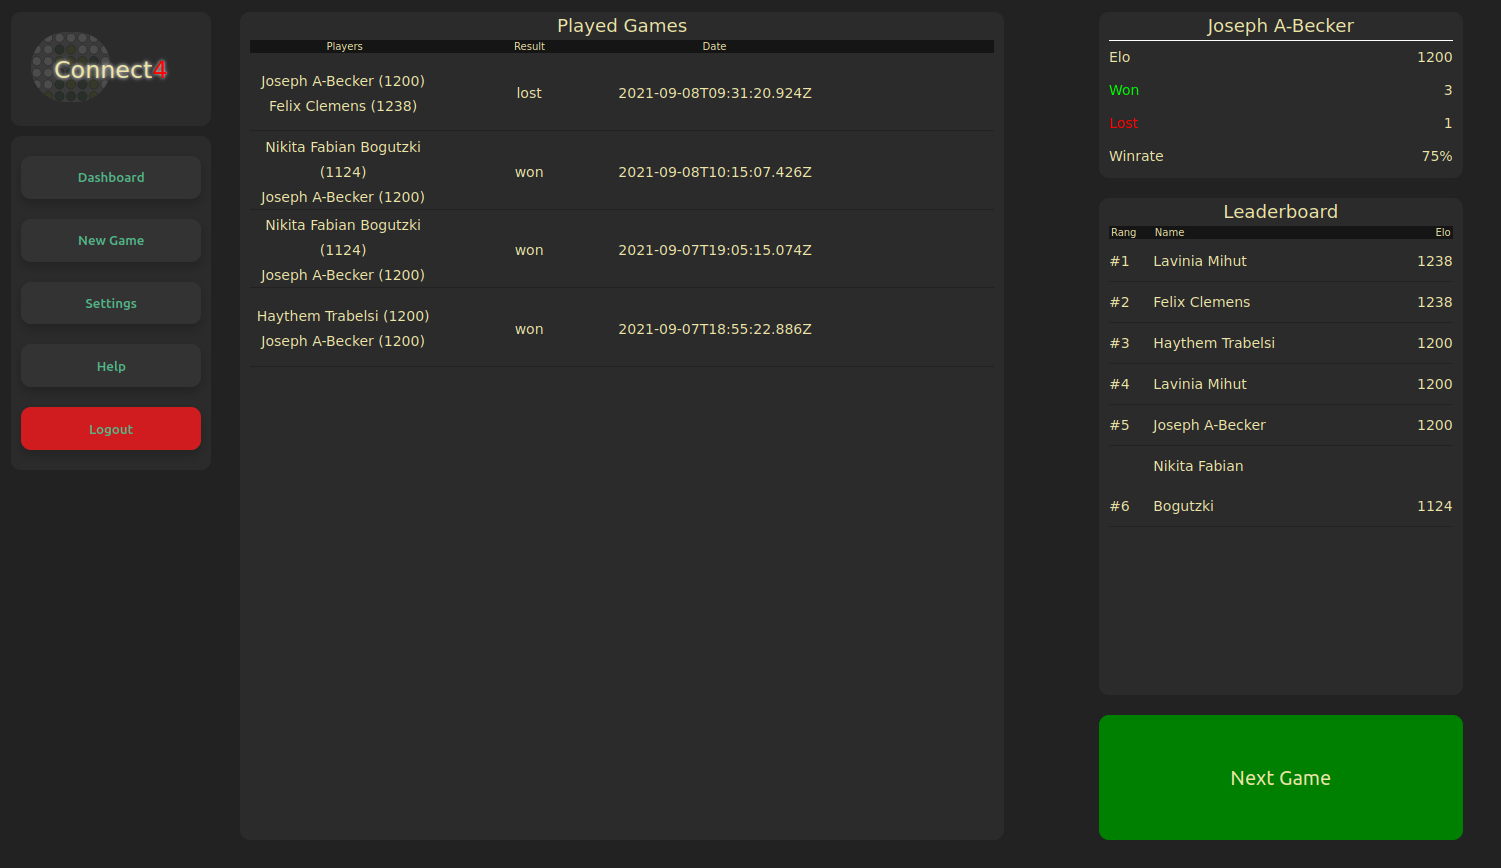 Connect4
Dashboard
New Game
Settings
Help
Logout
Played Games
Players Result Date
Joseph A-Becker (1200)
Felix Clemens (1238)
lost
2021-09-08T09:31:20.924Z
Nikita Fabian Bogutzki
(1124)
Joseph A-Becker (1200)
won
2021-09-08T10:15:07.426Z
Nikita Fabian Bogutzki
(1124)
Joseph A-Becker (1200)
won
2021-09-07T19:05:15.074Z
Haythem Trabelsi (1200)
Joseph A-Becker (1200)
won
2021-09-07T18:55:22.886Z
Joseph A-Becker
Elo 1200
Won 3
Lost 1
Winrate 75%
Leaderboard
Rang Name Elo
#1 Lavinia Mihut 1238
#2 Felix Clemens 1238
#3 Haythem Trabelsi 1200
#4 Lavinia Mihut 1200
#5 Joseph A-Becker 1200
Nikita Fabian
#6 Bogutzki 1124
Next Game